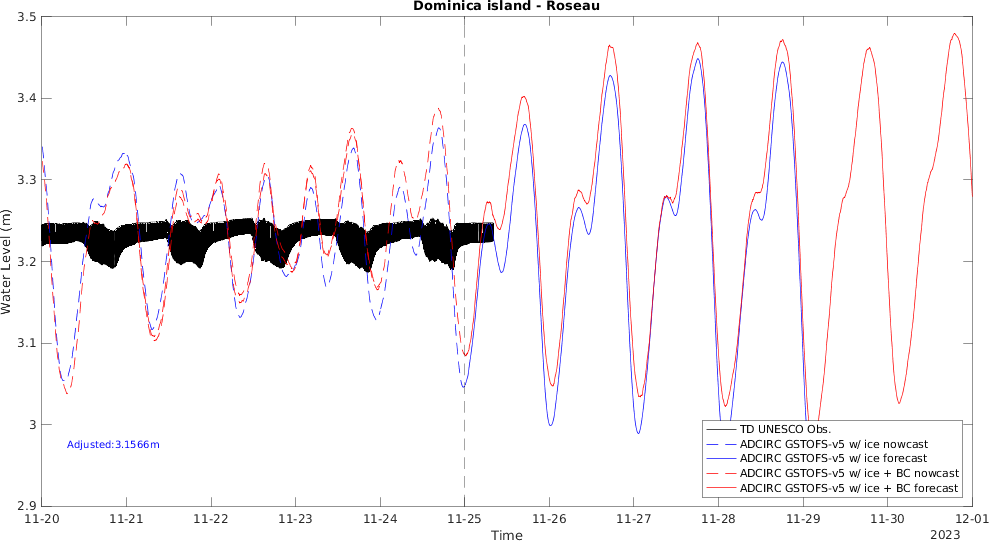 Dominica island - Roseau
3.5
3.4
3.3
3.2
3.1
3
2.9
Water Level (m)
Adjusted:3.1566m
TD UNESCO Obs.
ADCIRC GSTOFS-v5 w/ ice nowcast
ADCIRC GSTOFS-v5 w/ ice forecast
ADCIRC GSTOFS-v5 w/ ice + BC nowcast
ADCIRC GSTOFS-v5 w/ ice + BC forecast
11-20 11-21 11-22 11-23 11-24 11-25 11-26 11-27 11-28 11-29 11-30 12-01
Time
2023